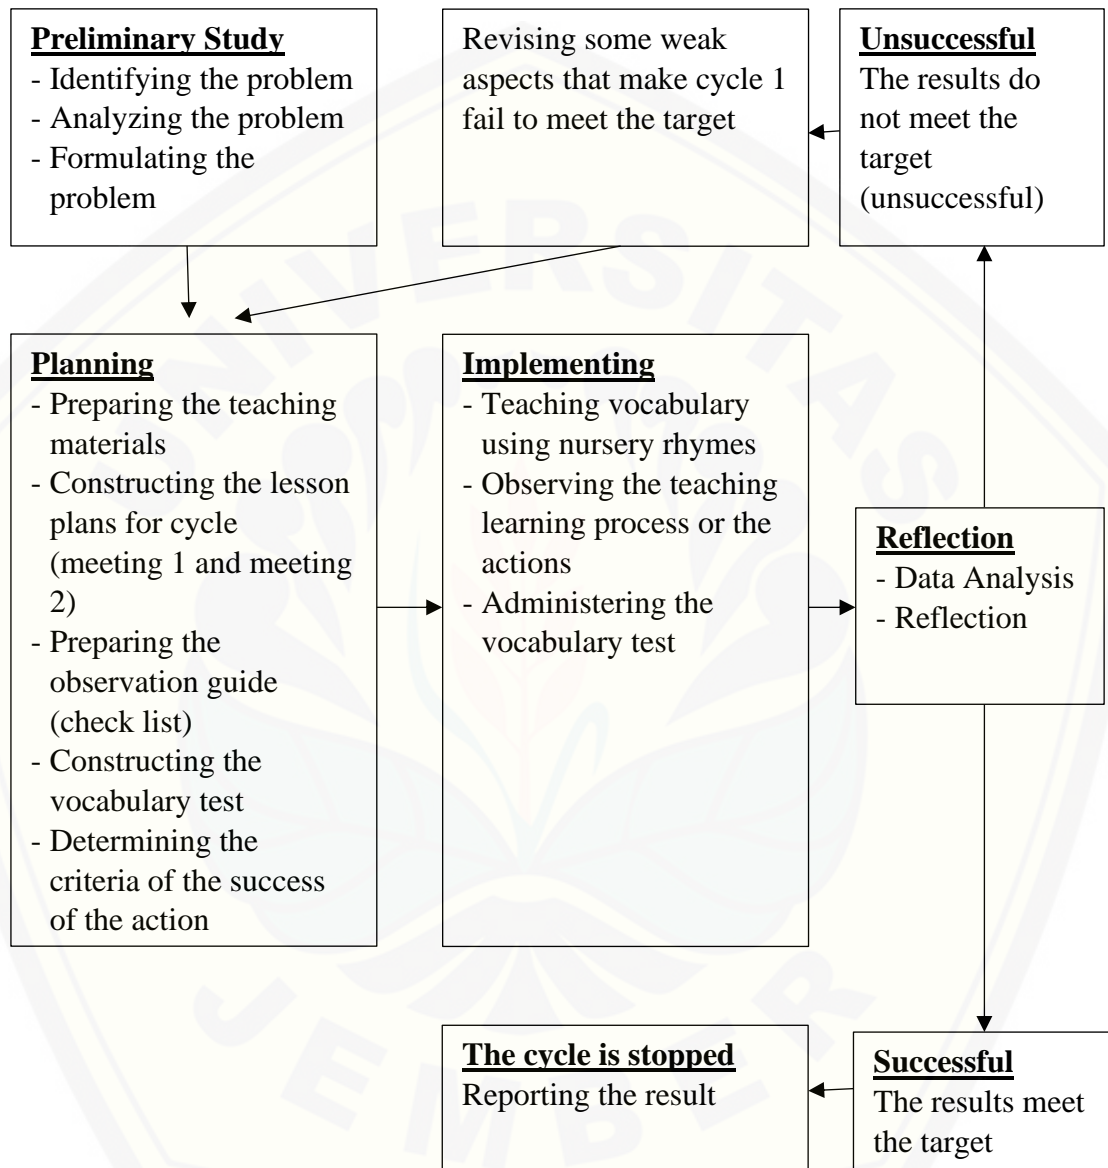 Preliminary Study
- Identifying the problem
- Analyzing the problem
- Formulating the
problem
Revising some weak
aspects that make cycle 1
fail to meet the target
Unsuccessful
The results do
not meet the
target
(unsuccessful)
Planning
- Preparing the teaching
materials
- Constructing the lesson
plans for cycle
(meeting 1 and meeting
2)
- Preparing the
observation guide
(check list)
- Constructing the
vocabulary test
- Determining the
criteria of the success
of the action
Implementing
- Teaching vocabulary
using nursery rhymes
- Observing the teaching
learning process or the
actions
- Administering the
vocabulary test
Reflection
- Data Analysis
- Reflection
The cycle is stopped
Reporting the result
Successful
The results meet
the target
UNIVERSITAS
JEMBER